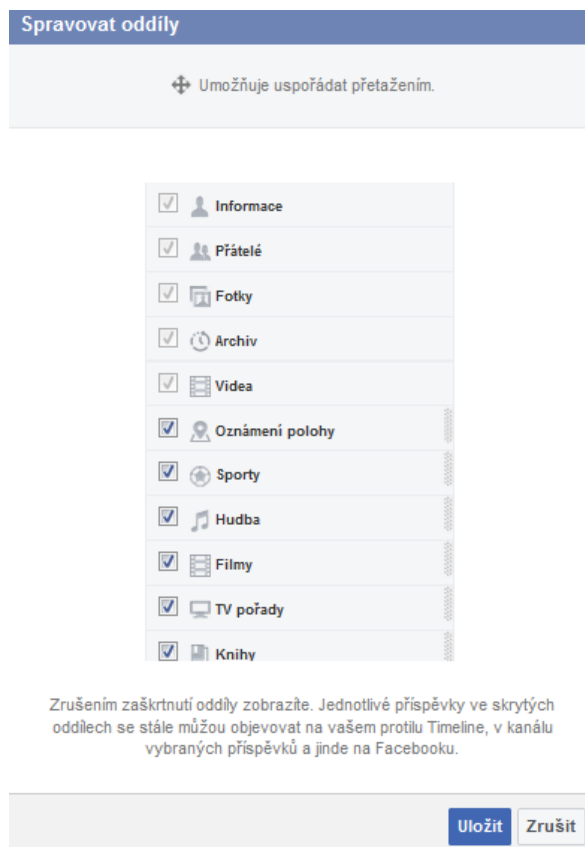 Spravovat oddíly
Umožňuje uspořádat přetažením.
Informace
Přátelé
Fotky
Archiv
Videa
Oznámení polohy
Sporty
Hudba
Filmy
TV pořady
Knihy
Zrušením zaškrtnutí oddíly zobrazíte. Jednotlivé příspěvky ve skrytých
oddílech se stále můžou objevovat na vašem protilu Timeline, v kanálu
vybraných příspěvků a jinde na Facebooku.
Uložit Zrušit